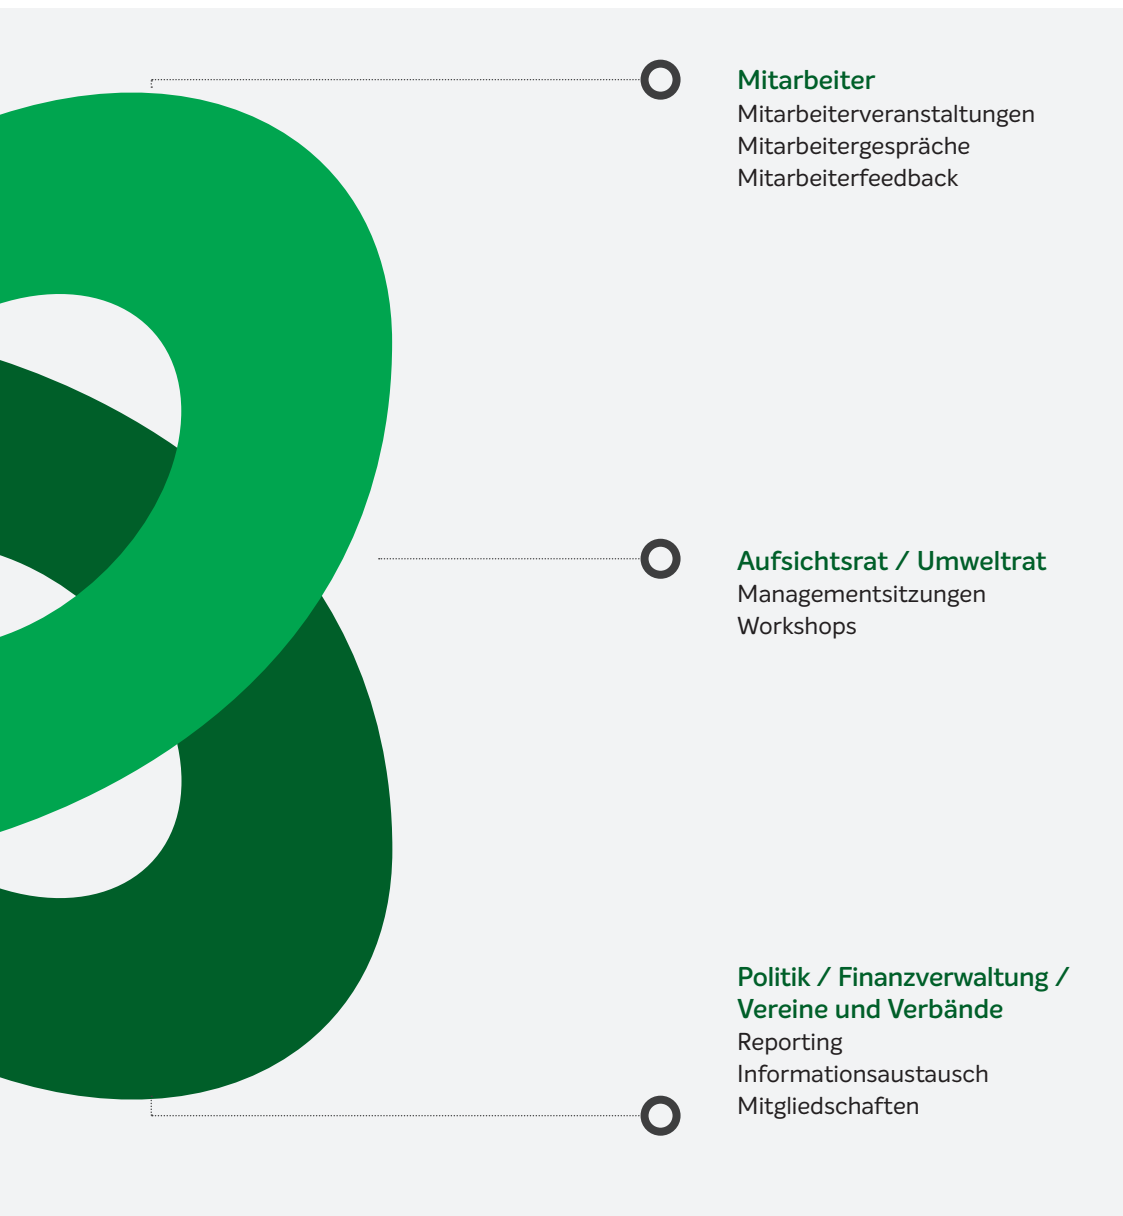 Mitarbeiter
Mitarbeiterveranstaltungen
Mitarbeitergespräche
Mitarbeiterfeedback
Aufsichtsrat / Umweltrat
Managementsitzungen
Workshops
Politik / Finanzverwaltung /
Vereine und Verbände
Reporting
Informationsaustausch
Mitgliedschaften